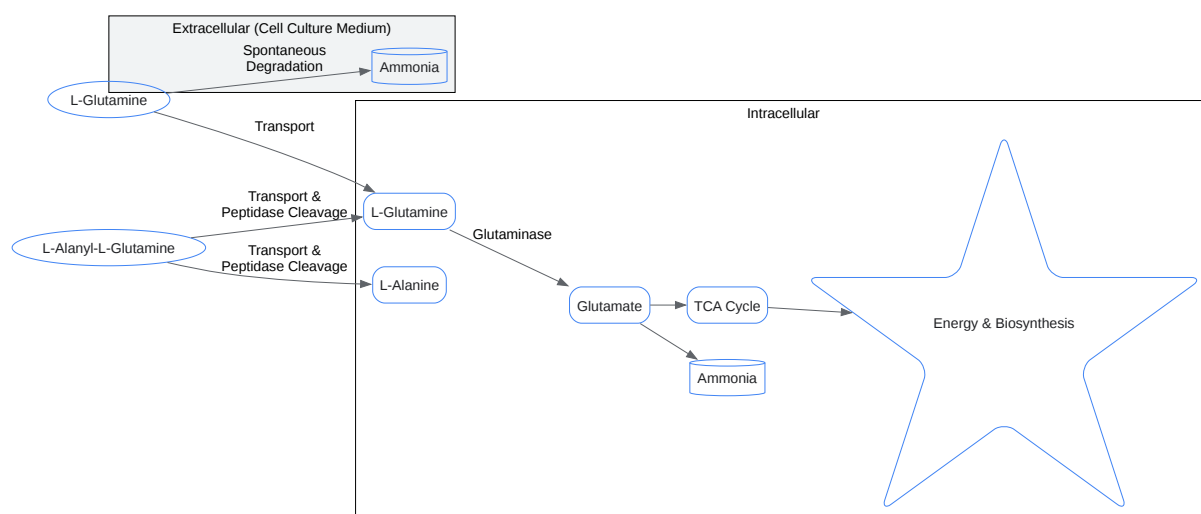 Extracellular (Cell Culture Medium)
Spontaneous
Degradation
Ammonia
L-Glutamine
Intracellular
Transport
Transport &
Peptidase Cleavage
L-Glutamine
Glutaminase
L-Alanyl-L-Glutamine
Transport &
Peptidase Cleavage
L-Alanine
Glutamate
TCA Cycle
Energy & Biosynthesis
Ammonia